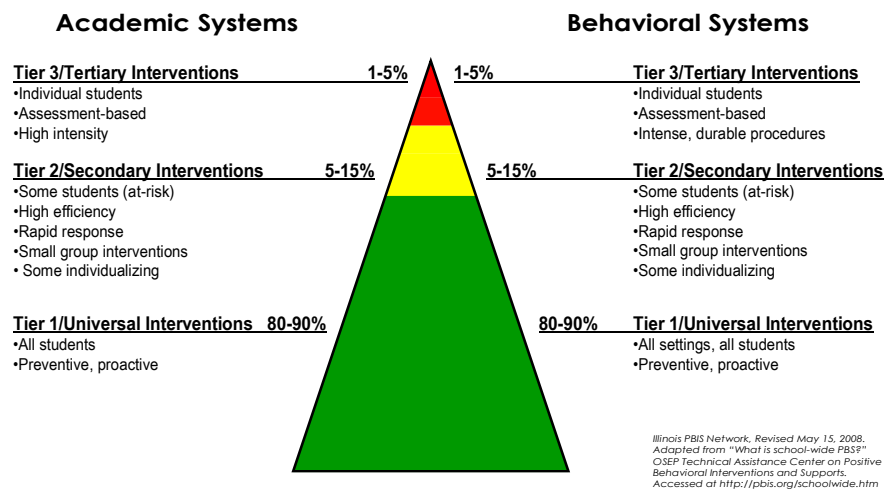 Academic Systems
Behavioral Systems
Tier 3/Tertiary Interventions 1-5%
•Individual students
•Assessment-based
•High intensity
1-5% Tier 3/Tertiary Interventions
•Individual students
•Assessment-based
•Intense, durable procedures
Tier 2/Secondary Interventions 5-15%
•Some students (at-risk)
•High efficiency
•Rapid response
•Small group interventions
• Some individualizing
5-15% Tier 2/Secondary Interventions
•Some students (at-risk)
•High efficiency
•Rapid response
•Small group interventions
•Some individualizing
Tier 1/Universal Interventions 80-90%
•All students
•Preventive, proactive
80-90% Tier 1/Universal Interventions
•All settings, all students
•Preventive, proactive
Illinois PBIS Network, Revised May 15, 2008.
Adapted from “What is school-wide PBS?”
OSEP Technical Assistance Center on Positive
Behavioral Interventions and Supports.
Accessed at http://pbis.org/schoolwide.htm